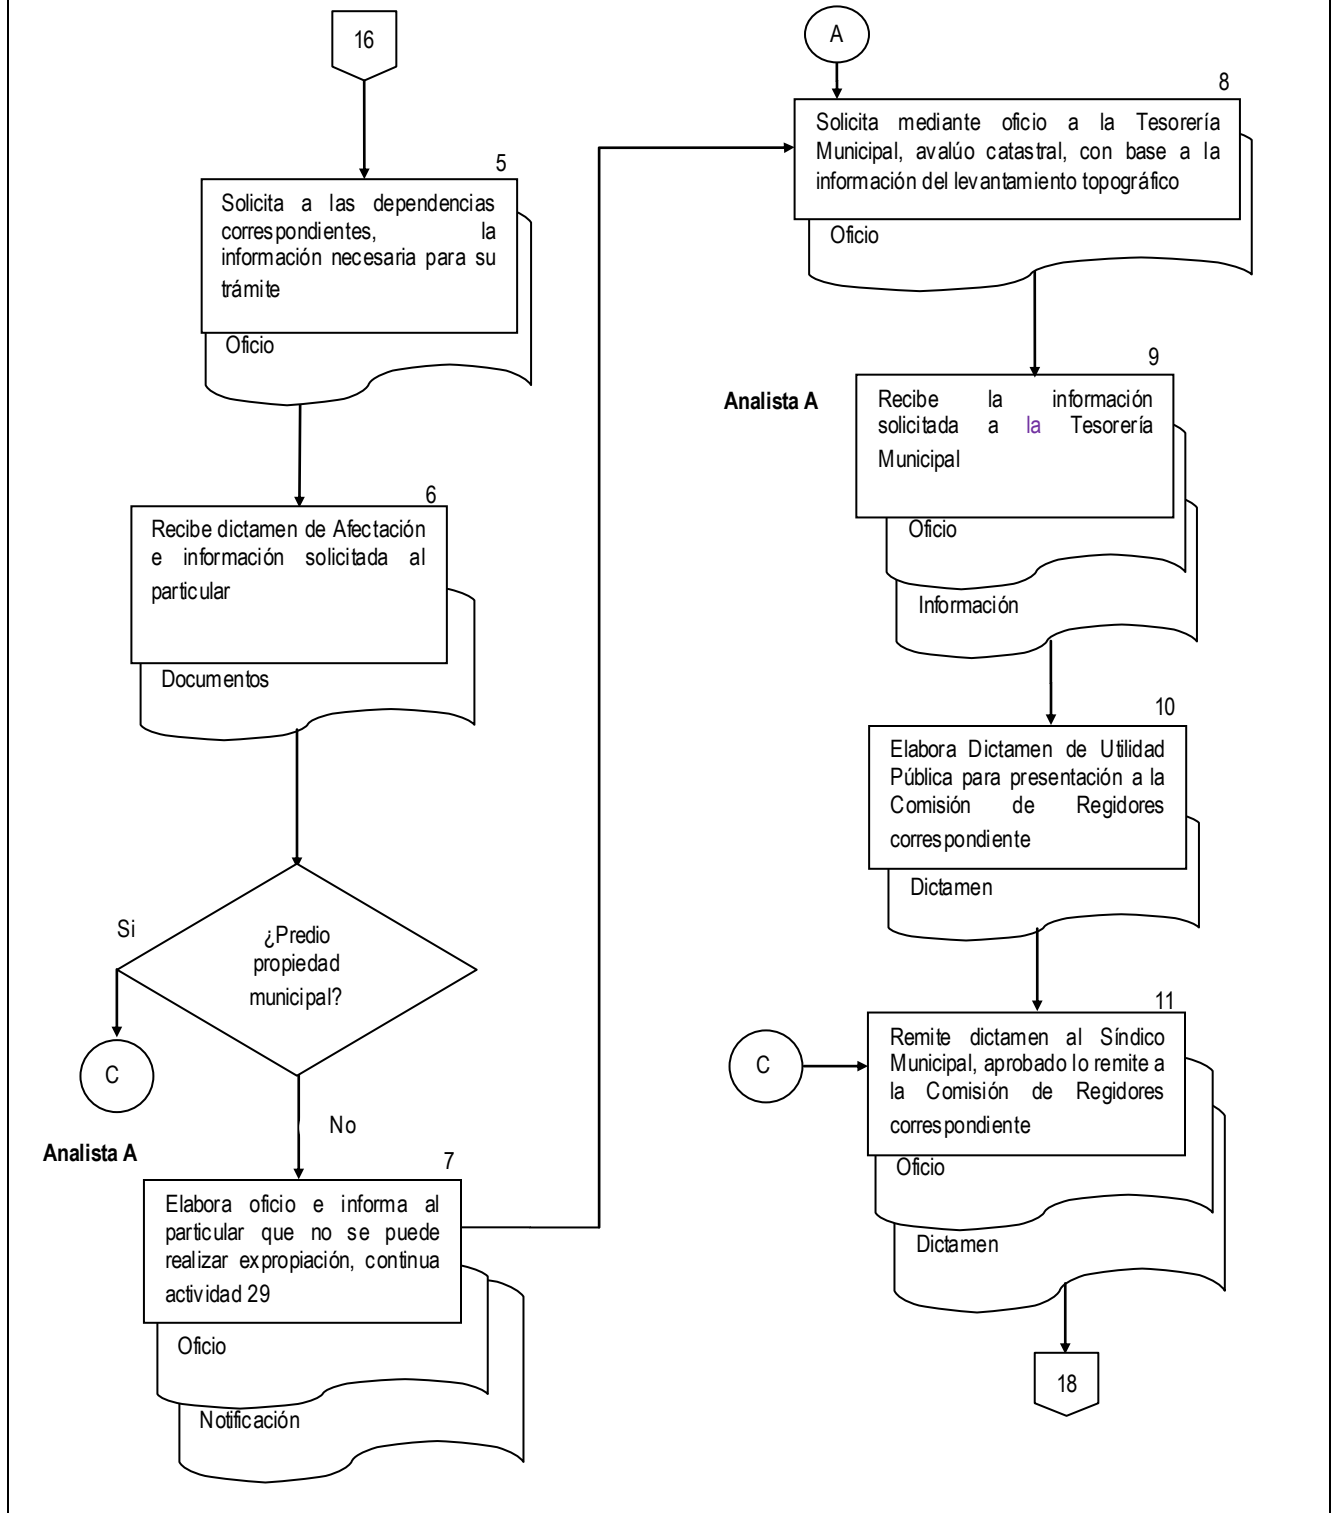 16
5
Solicita a las dependencias
correspondientes, la
información necesaria para su
trámite
Oficio
6
Recibe dictamen de Afectación
e información solicitada al
particular
Documentos
Si
¿Predio
propiedad
municipal?
C
No
Analista A
7
Elabora oficio e informa al
particular que no se puede
realizar expropiación, continua
actividad 29
Oficio
Notificación
A
8
Solicita mediante oficio a la Tesorería
Municipal, avalúo catastral, con base a la
información del levantamiento topográfico
Oficio
9
Analista A
Recibe la información
solicitada a la Tesorería
Municipal
Oficio
Información
10
Elabora Dictamen de Utilidad
Pública para presentación a la
Comisión de Regidores
correspondiente
Dictamen
11
C
Remite dictamen al Síndico
Municipal, aprobado lo remite a
la Comisión de Regidores
correspondiente
Oficio
Dictamen
18